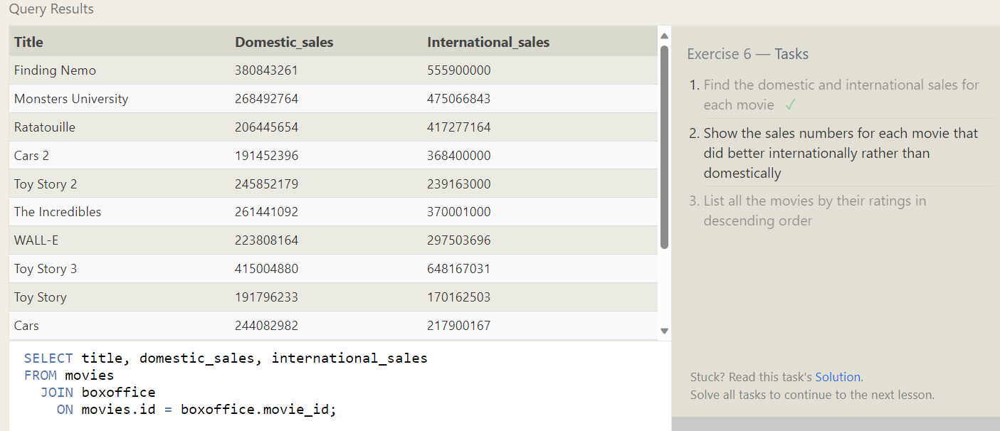 Query Results
Title Domestic_sales International_sales
Finding Nemo 380843261 555900000
Monsters University 268492764 475066843
Ratatouille 206445654 417277164
Cars 2 191452396 368400000
Toy Story 2 245852179 239163000
The Incredibles 261441092 370001000
WALL-E 223808164 297503696
Toy Story 3 415004880 648167031
Toy Story 191796233 170162503
Cars 244082982 217900167
SELECT title, domestic_sales, international_sales
FROM movies
  JOIN boxoffice
    ON movies.id = boxoffice.movie_id;
Exercise 6 — Tasks
1. Find the domestic and international sales for
each movie ✓
2. Show the sales numbers for each movie that
did better internationally rather than
domestically
3. List all the movies by their ratings in
descending order
Stuck? Read this task's Solution.
Solve all tasks to continue to the next lesson.